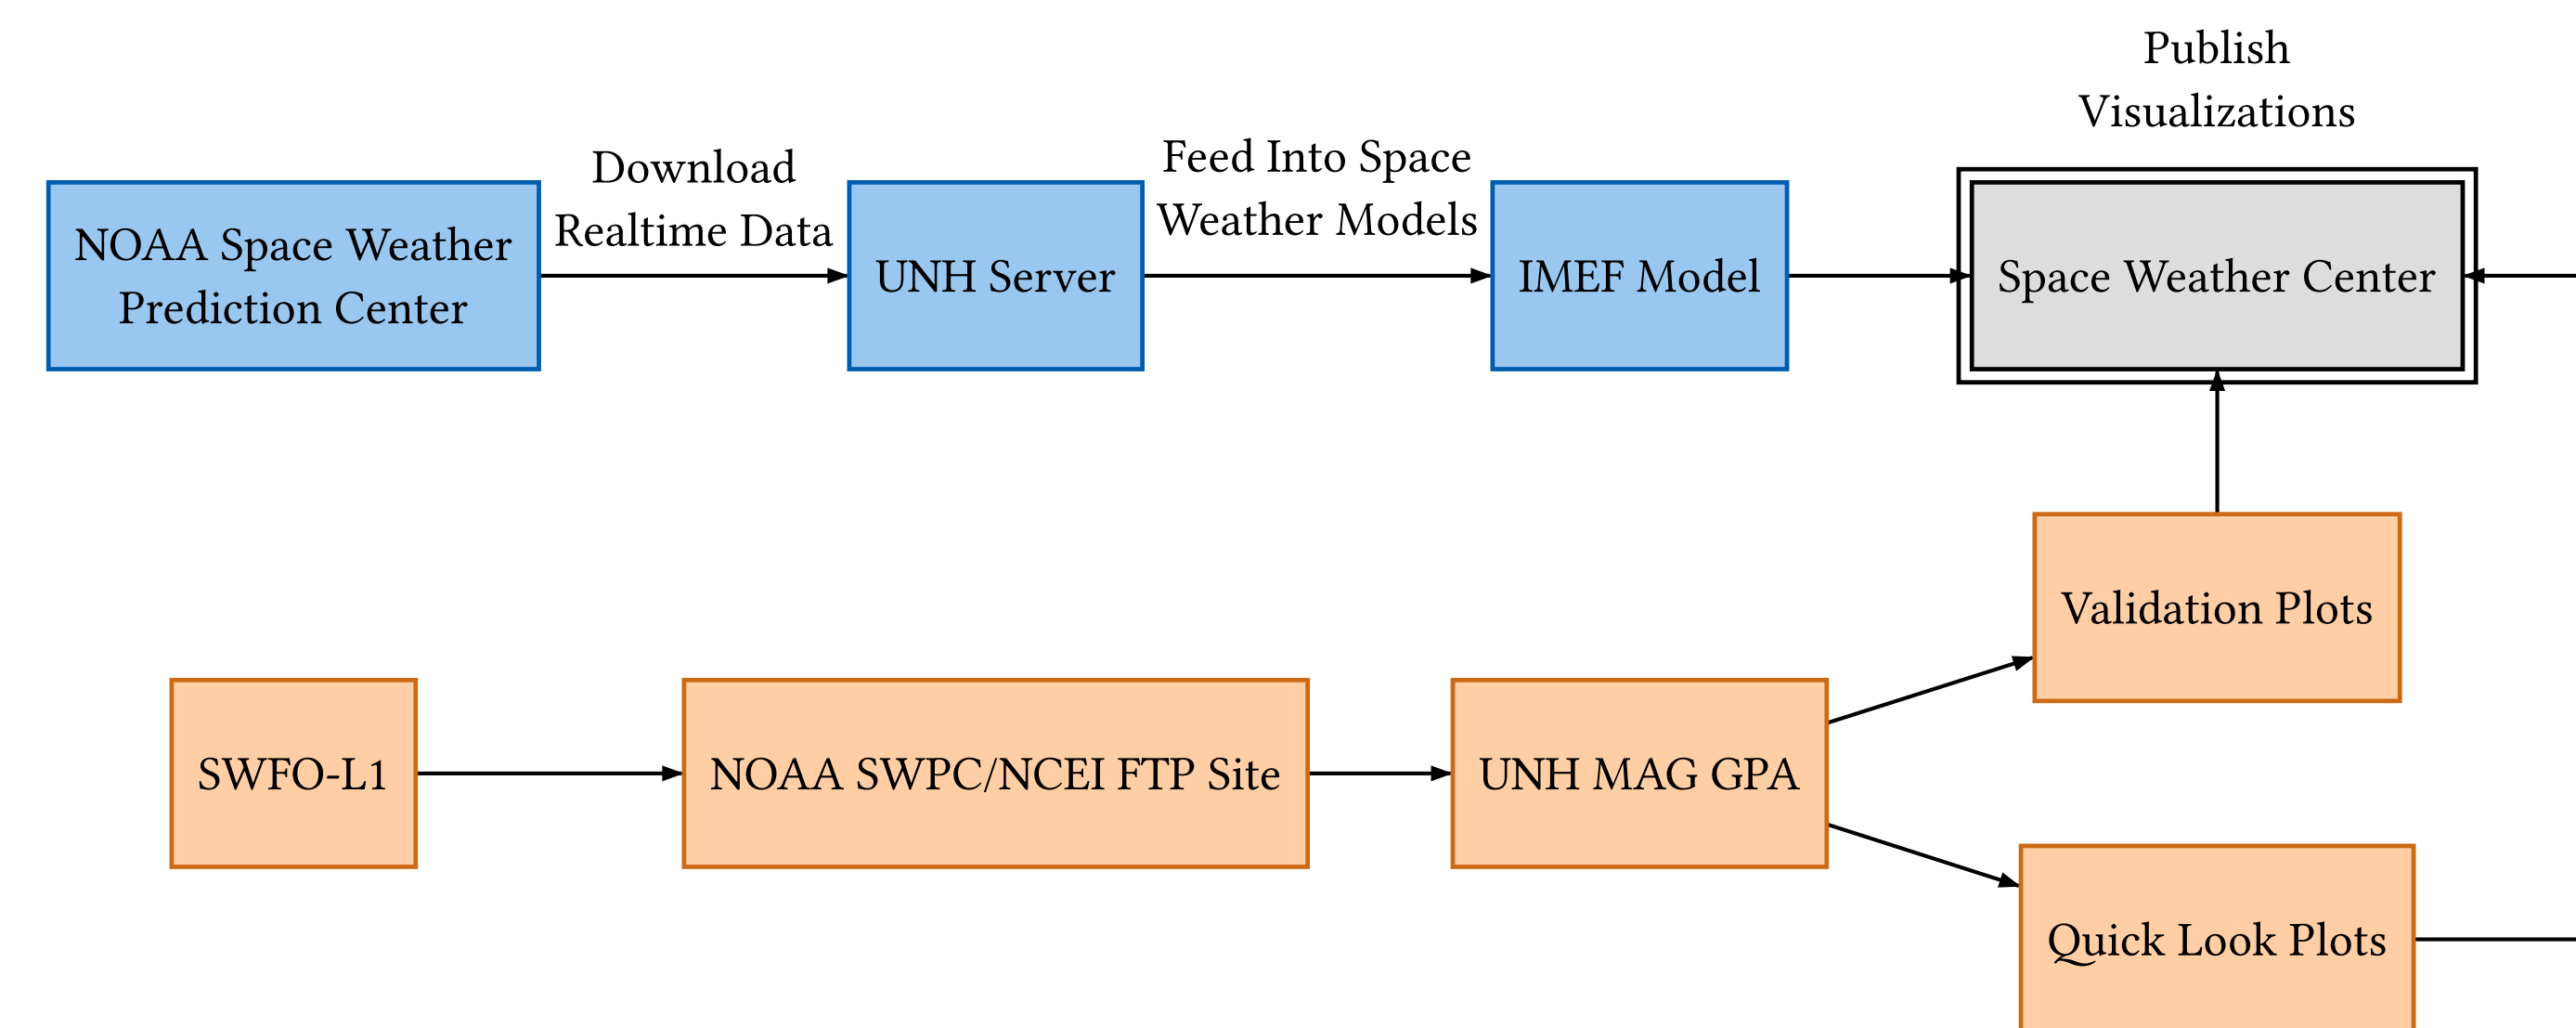 Publish
Visualizations
Download
Realtime Data
Feed Into Space
Weather Models
NOAA Space Weather
Prediction Center
UNH Server
IMEF Model
Space Weather Center
Validation Plots
SWFO-L1
NOAA SWPC/NCEI FTP Site
UNH MAG GPA
Quick Look Plots